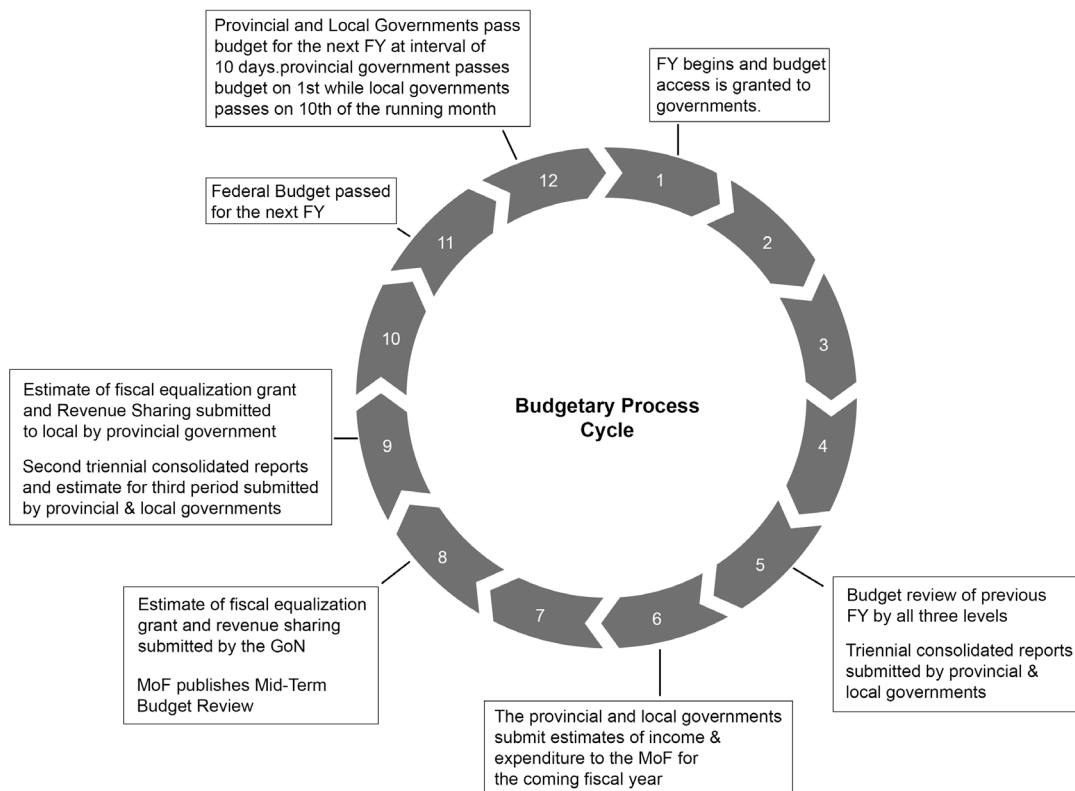 Provincial and Local Governments pass
budget for the next FY at interval of
10 days.provincial government passes
budget on 1st while local governments
passes on 10th of the running month
FY begins and budget
access is granted to
governments.
Federal Budget passed
for the next FY
12
1
11
2
10
3
Estimate of fiscal equalization grant
and Revenue Sharing submitted
to local by provincial government
Second triennial consolidated reports
and estimate for third period submitted
by provincial & local governments
Budgetary Process
Cycle
9
4
8
5
7
6
Estimate of fiscal equalization
grant and revenue sharing
submitted by the GoN
MoF publishes Mid-Term
Budget Review
Budget review of previous
FY by all three levels
Triennial consolidated reports
submitted by provincial &
local governments
The provincial and local governments
submit estimates of income &
expenditure to the MoF for
the coming fiscal year